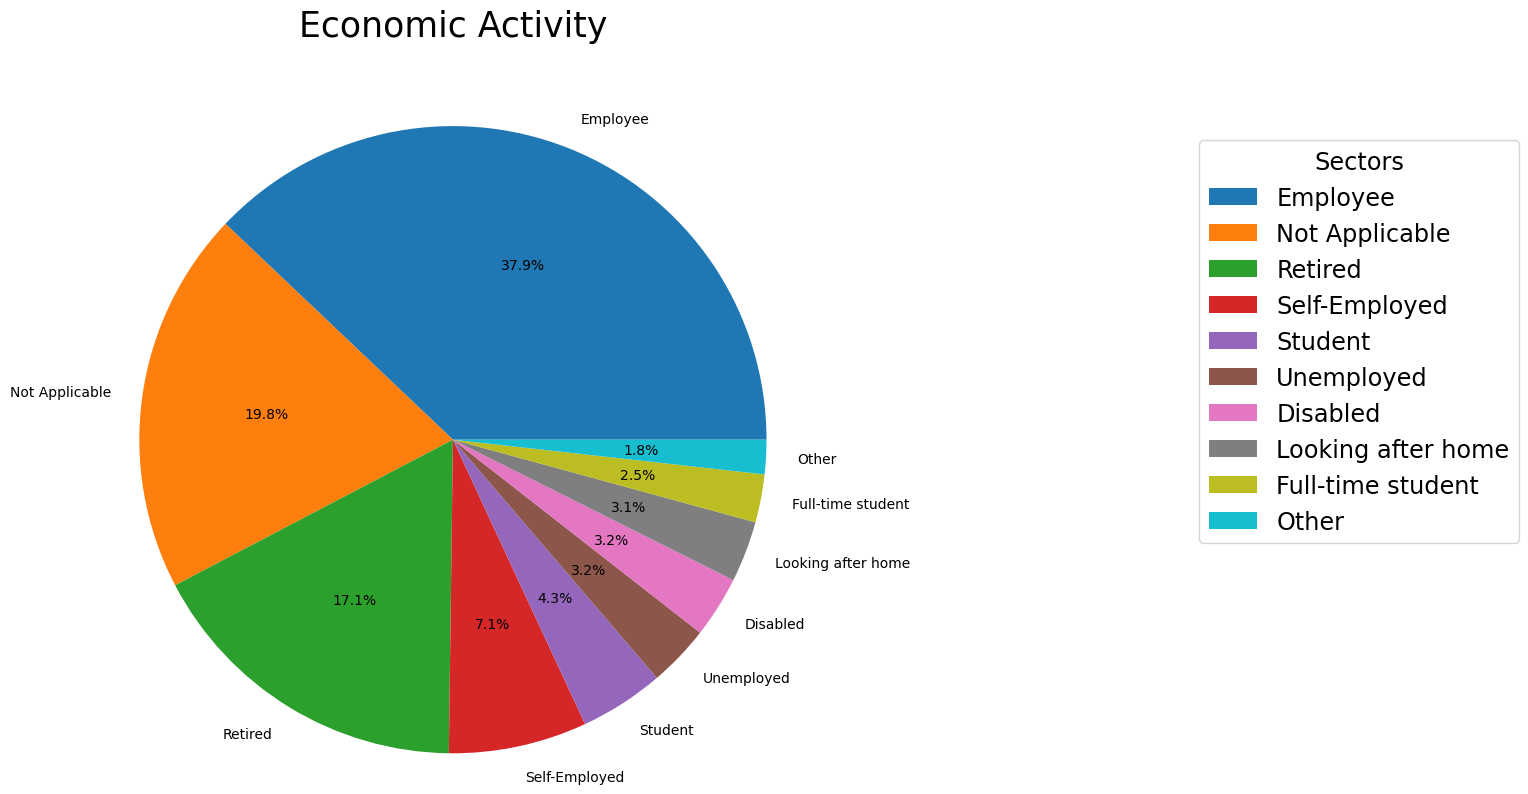 Economic Activity
Employee
37.9%
Not Applicable
19.8%
Retired
17.1%
Self-Employed
7.1%
Student
4.3%
Unemployed
3.2%
Disabled
3.2%
Looking after home
3.1%
Full-time student
2.5%
Other
1.8%
Sectors
Employee
Not Applicable
Retired
Self-Employed
Student
Unemployed
Disabled
Looking after home
Full-time student
Other